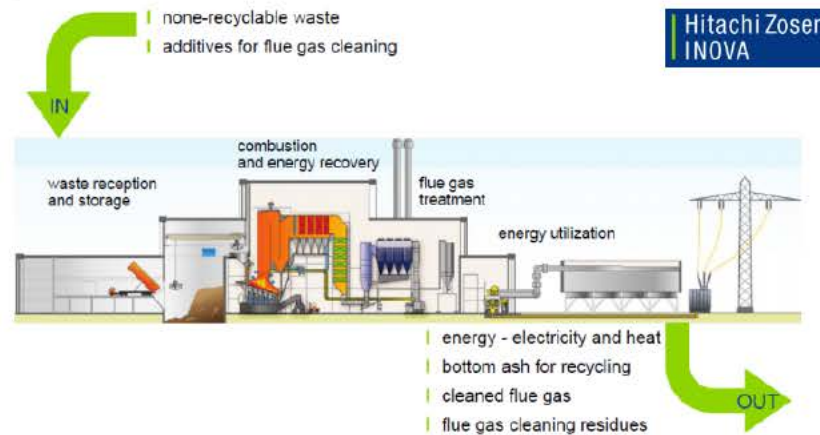 none-recyclable waste
additives for flue gas cleaning
Hitachi Zosen
INOVA
IN
combustion
and energy recovery
waste reception
and storage
flue gas
treatment
energy utilization
energy - electricity and heat
bottom ash for recycling
cleaned flue gas
flue gas cleaning residues
OUT